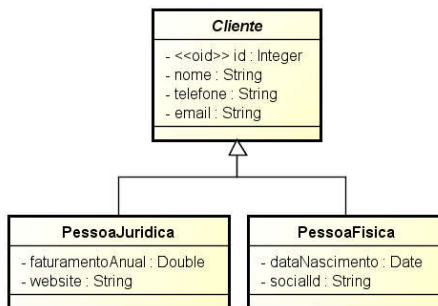 Cliente
- <<oid>> id : Integer
- nome : String
- telefone : String
- email : String
PessoaJuridica
- faturamentoAnual : Double
- website : String
PessoaFisica
- dataNascimento : Date
- socialId : String